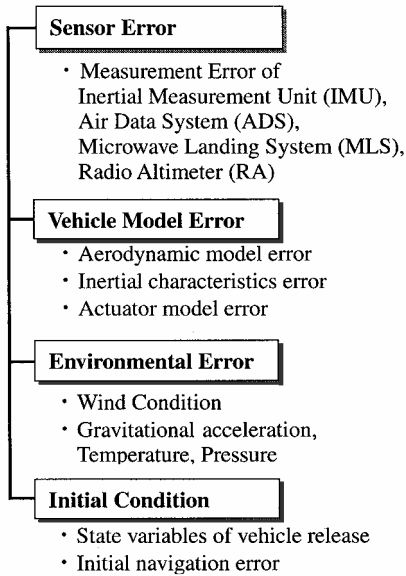 Sensor Error
・Measurement Error of
Inertial Measurement Unit (IMU),
Air Data System (ADS),
Microwave Landing System (MLS),
Radio Altimeter (RA)
Vehicle Model Error
・Aerodynamic model error
・Inertial characteristics error
・Actuator model error
Environmental Error
・Wind Condition
・Gravitational acceleration,
Temperature, Pressure
Initial Condition
・State variables of vehicle release
・Initial navigation error